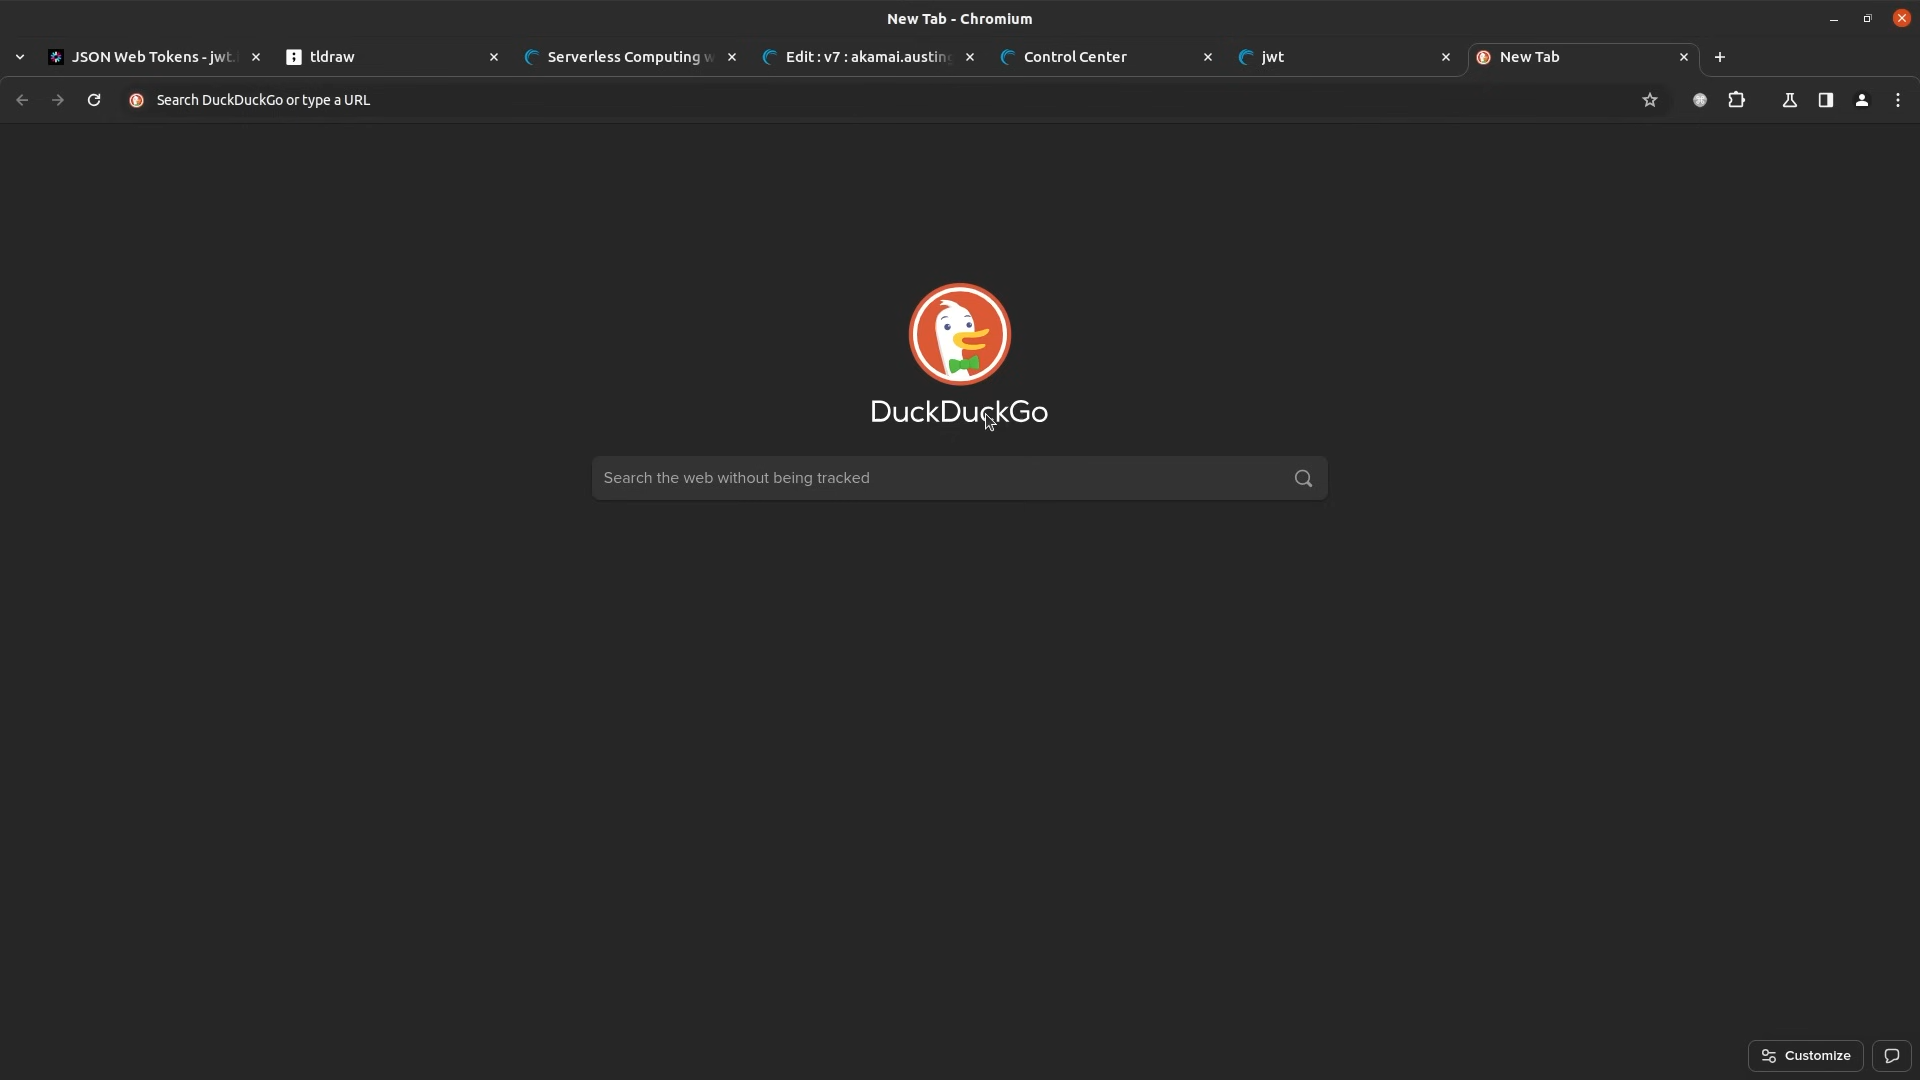 New Tab - Chromium
JSON Web Tokens - jwt.
tldraw
Serverless Computing w
Edit : v7 : akamai.austing
Control Center
jwt
New Tab
Search DuckDuckGo or type a URL
DuckDuckGo
Search the web without being tracked
Customize